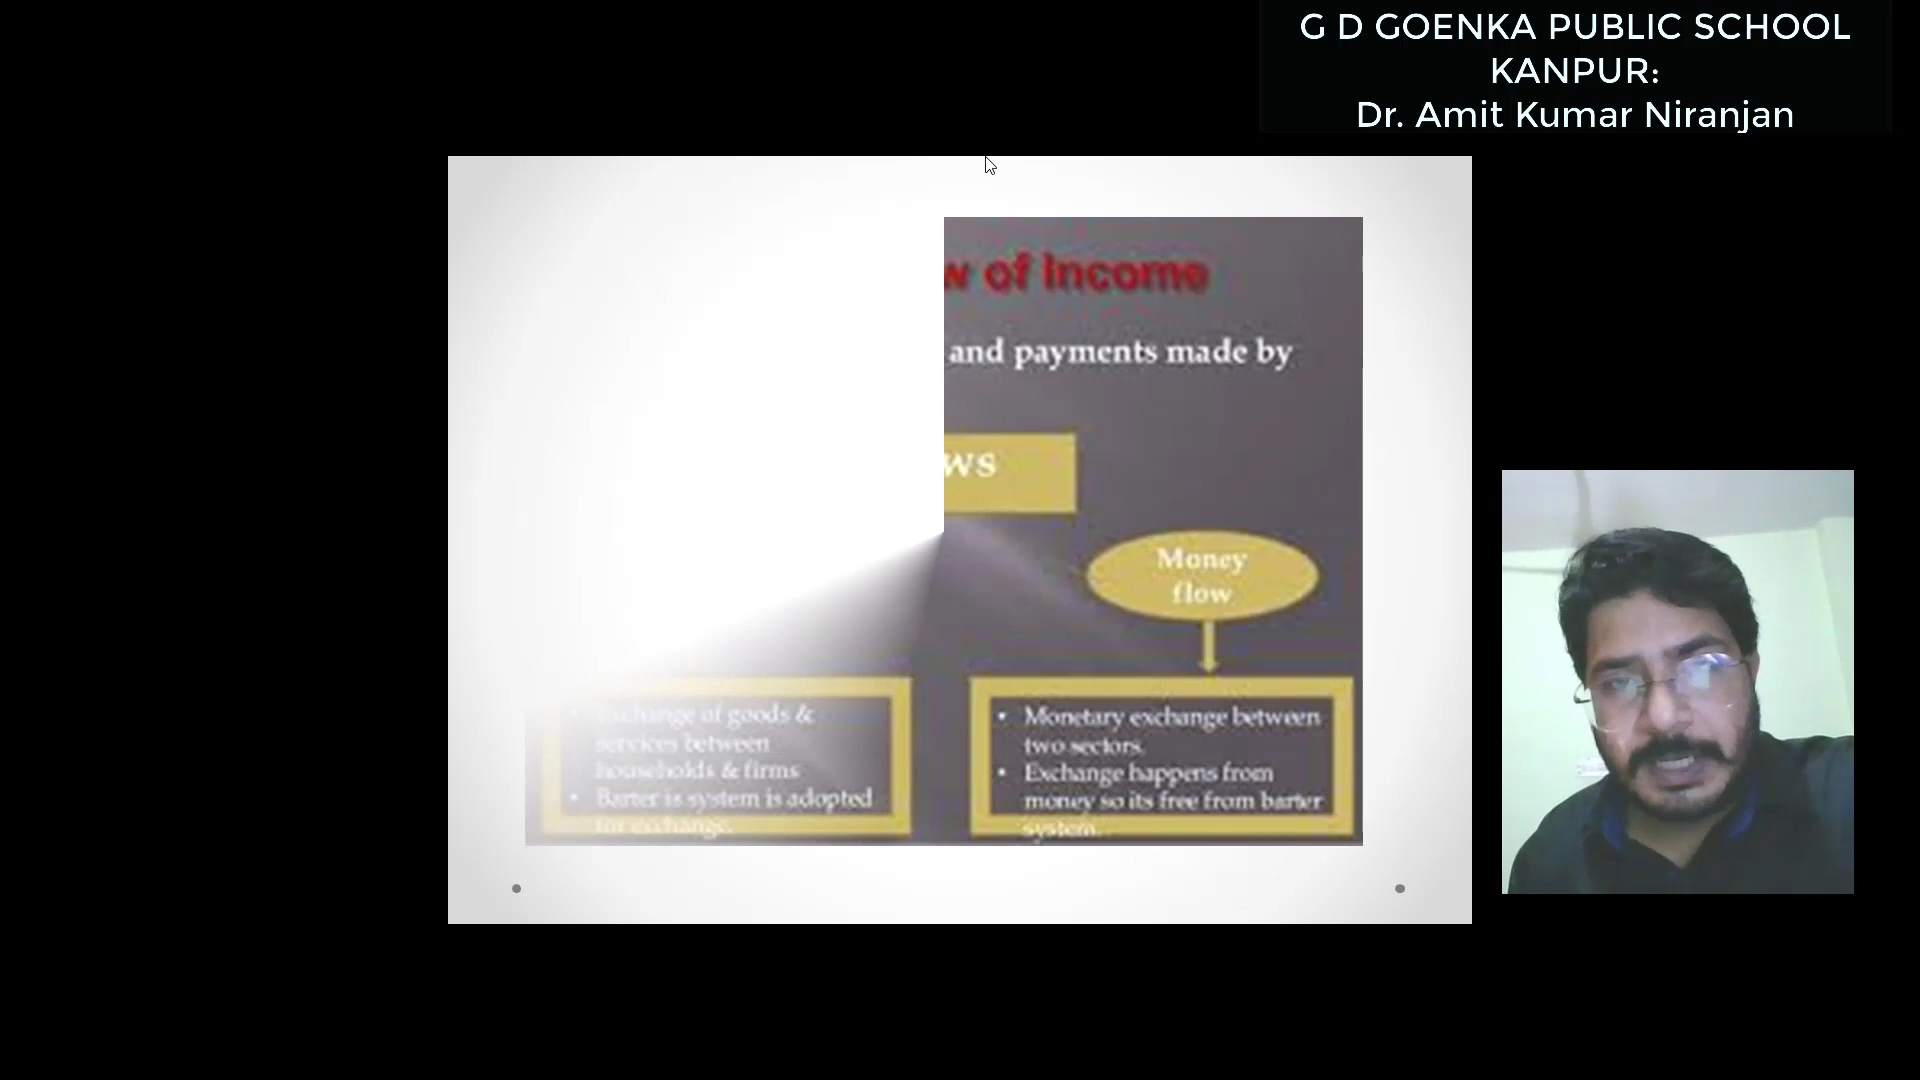 G D GOENKA PUBLIC SCHOOL
KANPUR:
Dr. Amit Kumar Niranjan
of Income
and payments made by
Money
flow
Exchange of goods &
services between
households & firms
• Barter is system is adopted
for exchange.
• Monetary exchange between
two sectors.
• Exchange happens from
money so its free from barter
system.